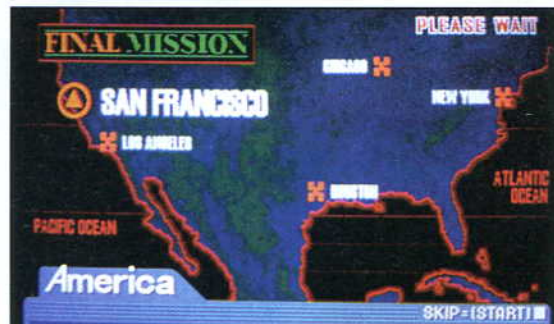 PLEASE WAIT
FINAL MISSION
CHICAGO
SAN FRANCISCO
NEW YORK
LOS ANGELES
HOUSTON
ATLANTIC
OCEAN
PACIFIC OCEAN
America
SKIP=(START)